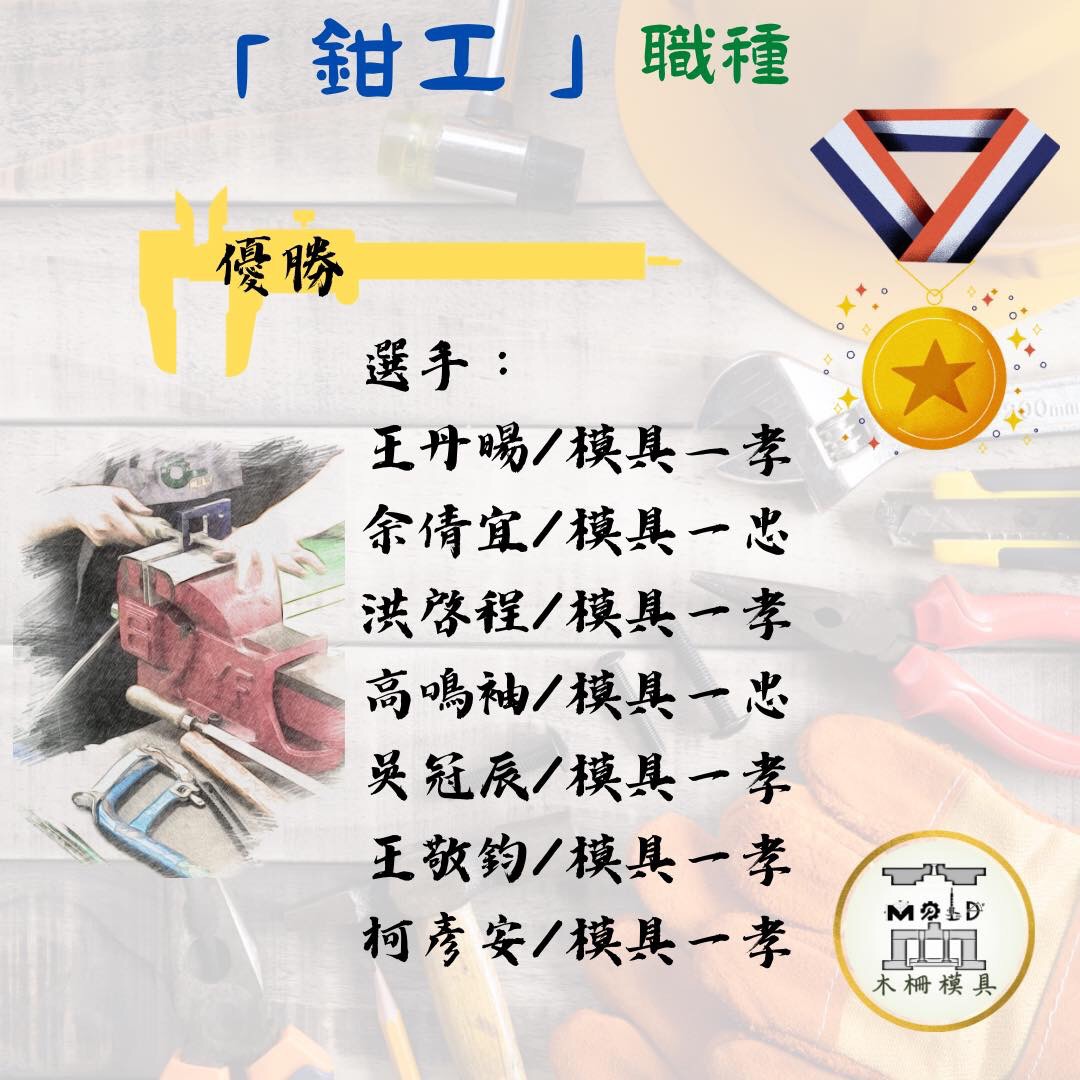 「鉗工」職種
優勝
選手：
王丹暘/模具一孝
余倩宜/模具一忠
洪啓程/模具一孝
高鳴袖/模具一忠
吳冠辰/模具一孝
王敬鈞/模具一孝
柯彥安/模具一孝
200mm
MOLD
木柵模具